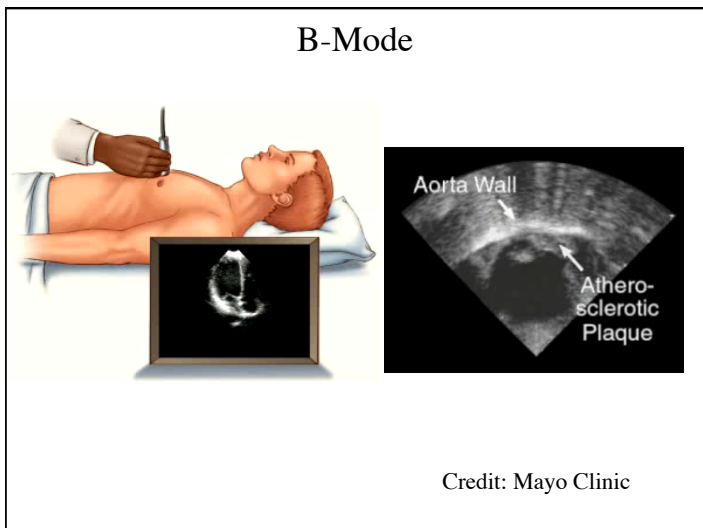 B-Mode
Aorta Wall
Athero-
sclerotic
Plaque
Credit: Mayo Clinic